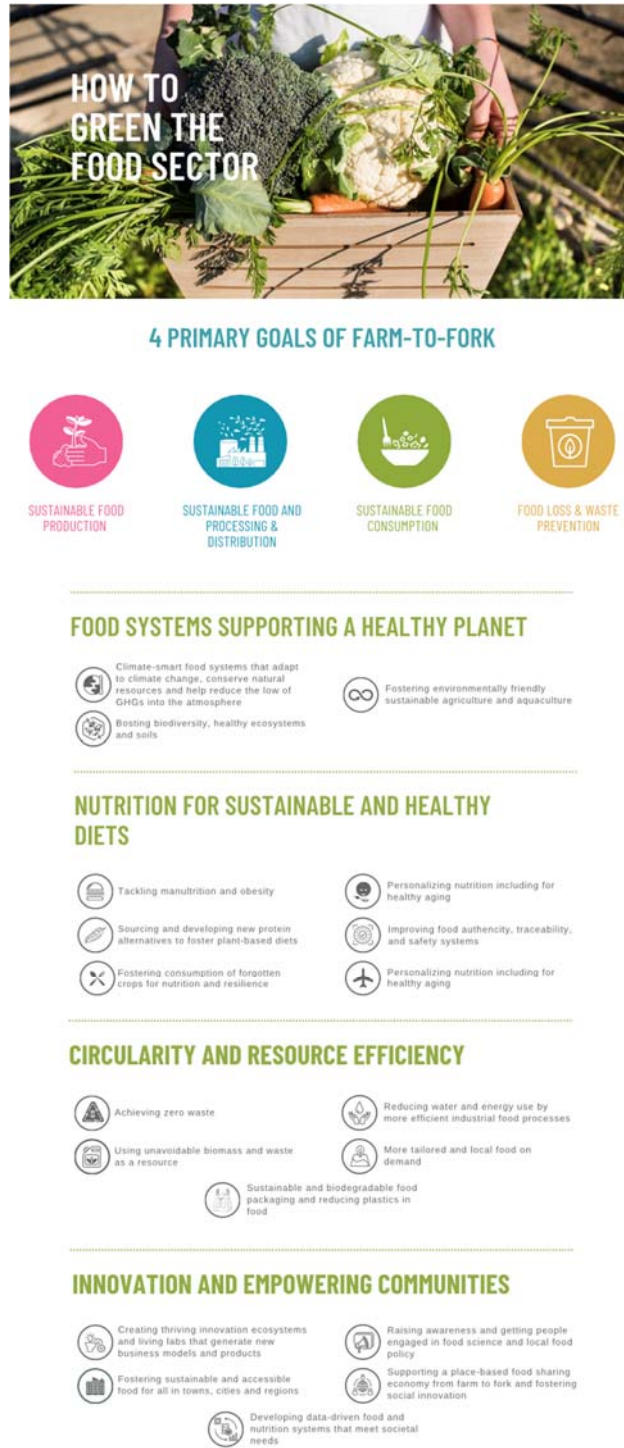 HOW TO
GREEN THE
FOOD SECTOR
4 PRIMARY GOALS OF FARM-TO-FORK
SUSTAINABLE FOOD
PRODUCTION
SUSTAINABLE FOOD AND
PROCESSING &
DISTRIBUTION
SUSTAINABLE FOOD
CONSUMPTION
FOOD LOSS & WASTE
PREVENTION
FOOD SYSTEMS SUPPORTING A HEALTHY PLANET
Climate-smart food systems that adapt
to climate change, conserve natural
resources and help reduce the low of
GHGs into the atmosphere
Fostering environmentally friendly
sustainable agriculture and aquaculture
Bosting biodiversity, healthy ecosystems
and soils
NUTRITION FOR SUSTAINABLE AND HEALTHY
DIETS
Tackling manultrition and obesity
Personalizing nutrition including for
healthy aging
Sourcing and developing new protein
alternatives to foster plant-based diets
Improving food authencity, traceability,
and safety systems
Fostering consumption of forgotten
crops for nutrition and resilience
Personalizing nutrition including for
healthy aging
CIRCULARITY AND RESOURCE EFFICIENCY
Achieving zero waste
Reducing water and energy use by
more efficient industrial food processes
Using unavoidable biomass and waste
as a resource
More tailored and local food on
demand
Sustainable and biodegradable food
packaging and reducing plastics in
food
INNOVATION AND EMPOWERING COMMUNITIES
Creating thriving innovation ecosystems
and living labs that generate new
business models and products
Raising awareness and getting people
engaged in food science and local food
policy
Fostering sustainable and accessible
food for all in towns, cities and regions
Supporting a place-based food sharing
economy from farm to fork and fostering
social innovation
Developing data-driven food and
nutrition systems that meet societal
needs